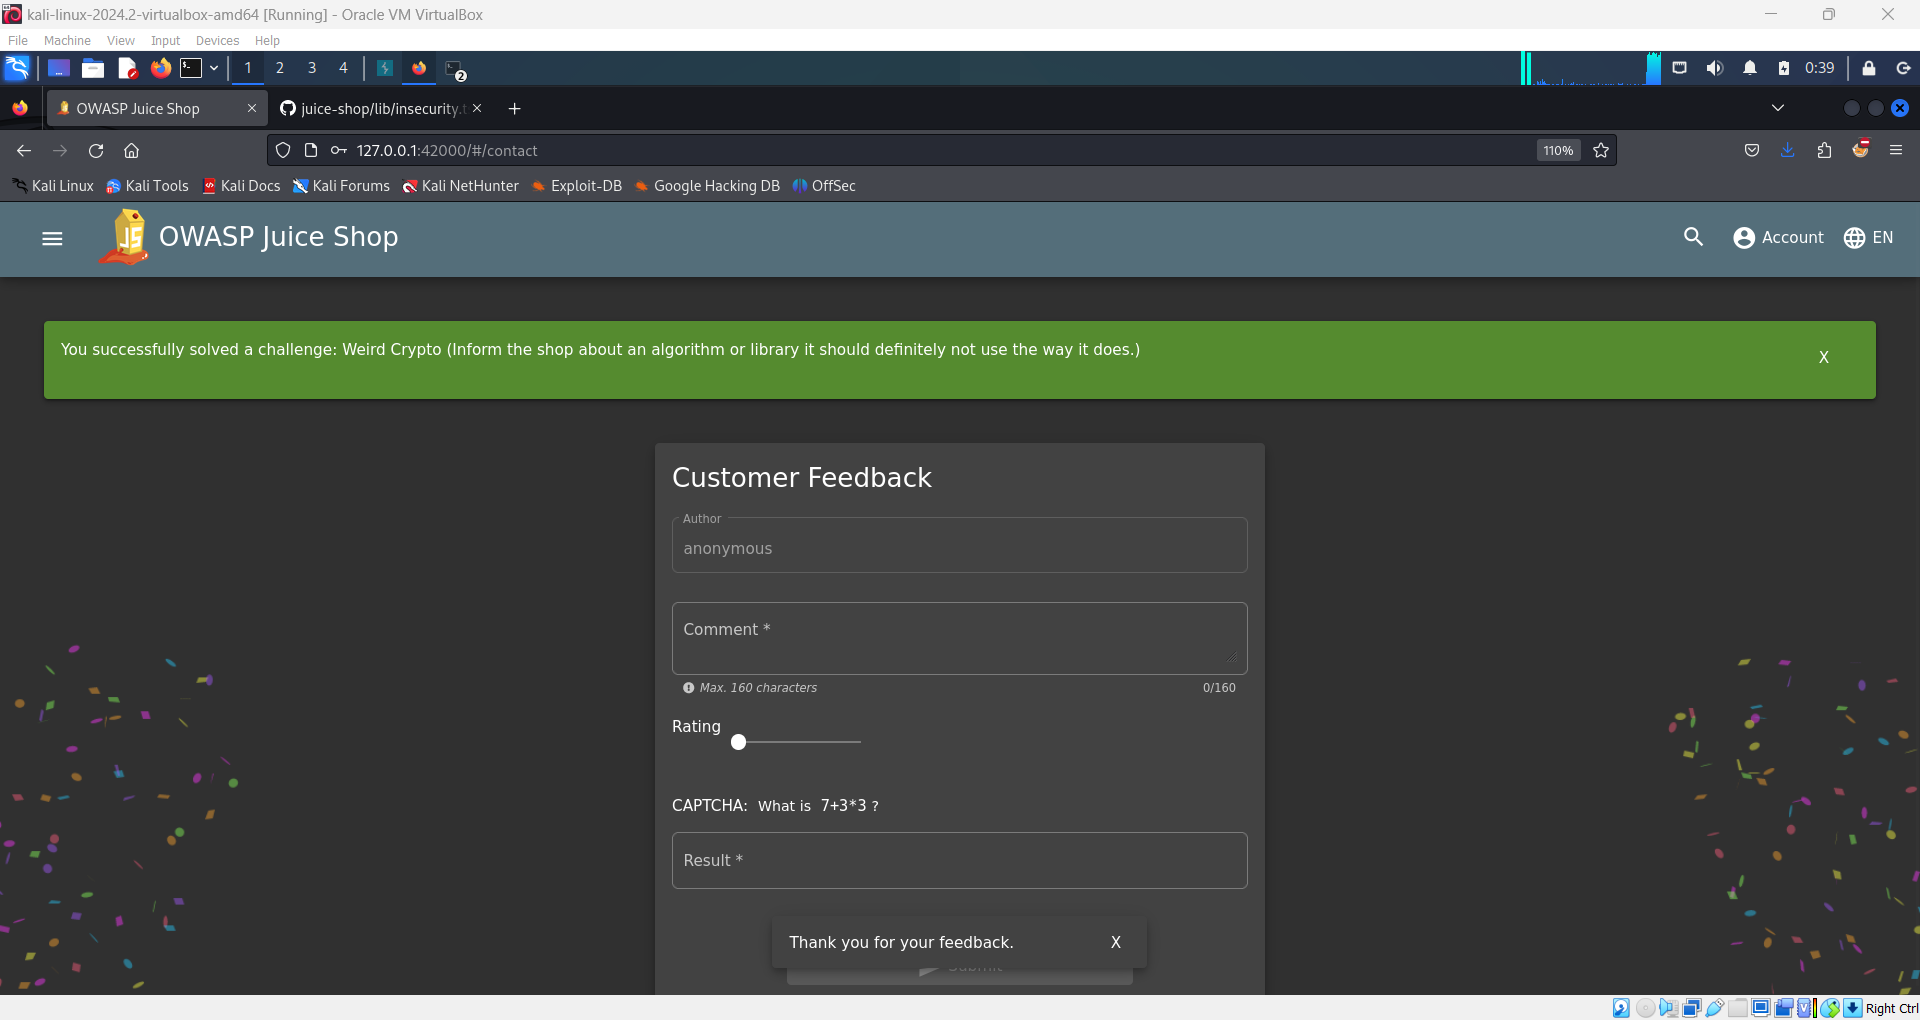 kali-linux-2024.2-virtualbox-amd64 [Running] - Oracle VM VirtualBox
File Machine View Input Devices Help
1 2 3 4 2 0:39
OWASP Juice Shop juice-shop/lib/insecurity.
127.0.0.1:42000/#/contact 110%
Kali Linux Kali Tools Kali Docs Kali Forums Kali NetHunter Exploit-DB Google Hacking DB OffSec
JS OWASP Juice Shop Account EN
You successfully solved a challenge: Weird Crypto (Inform the shop about an algorithm or library it should definitely not use the way it does.) X
Customer Feedback
Author
anonymous
Comment *
Max. 160 characters 0/160
Rating
CAPTCHA: What is 7+3*3 ?
Result *
Thank you for your feedback. X
Submit
Right Ctrl